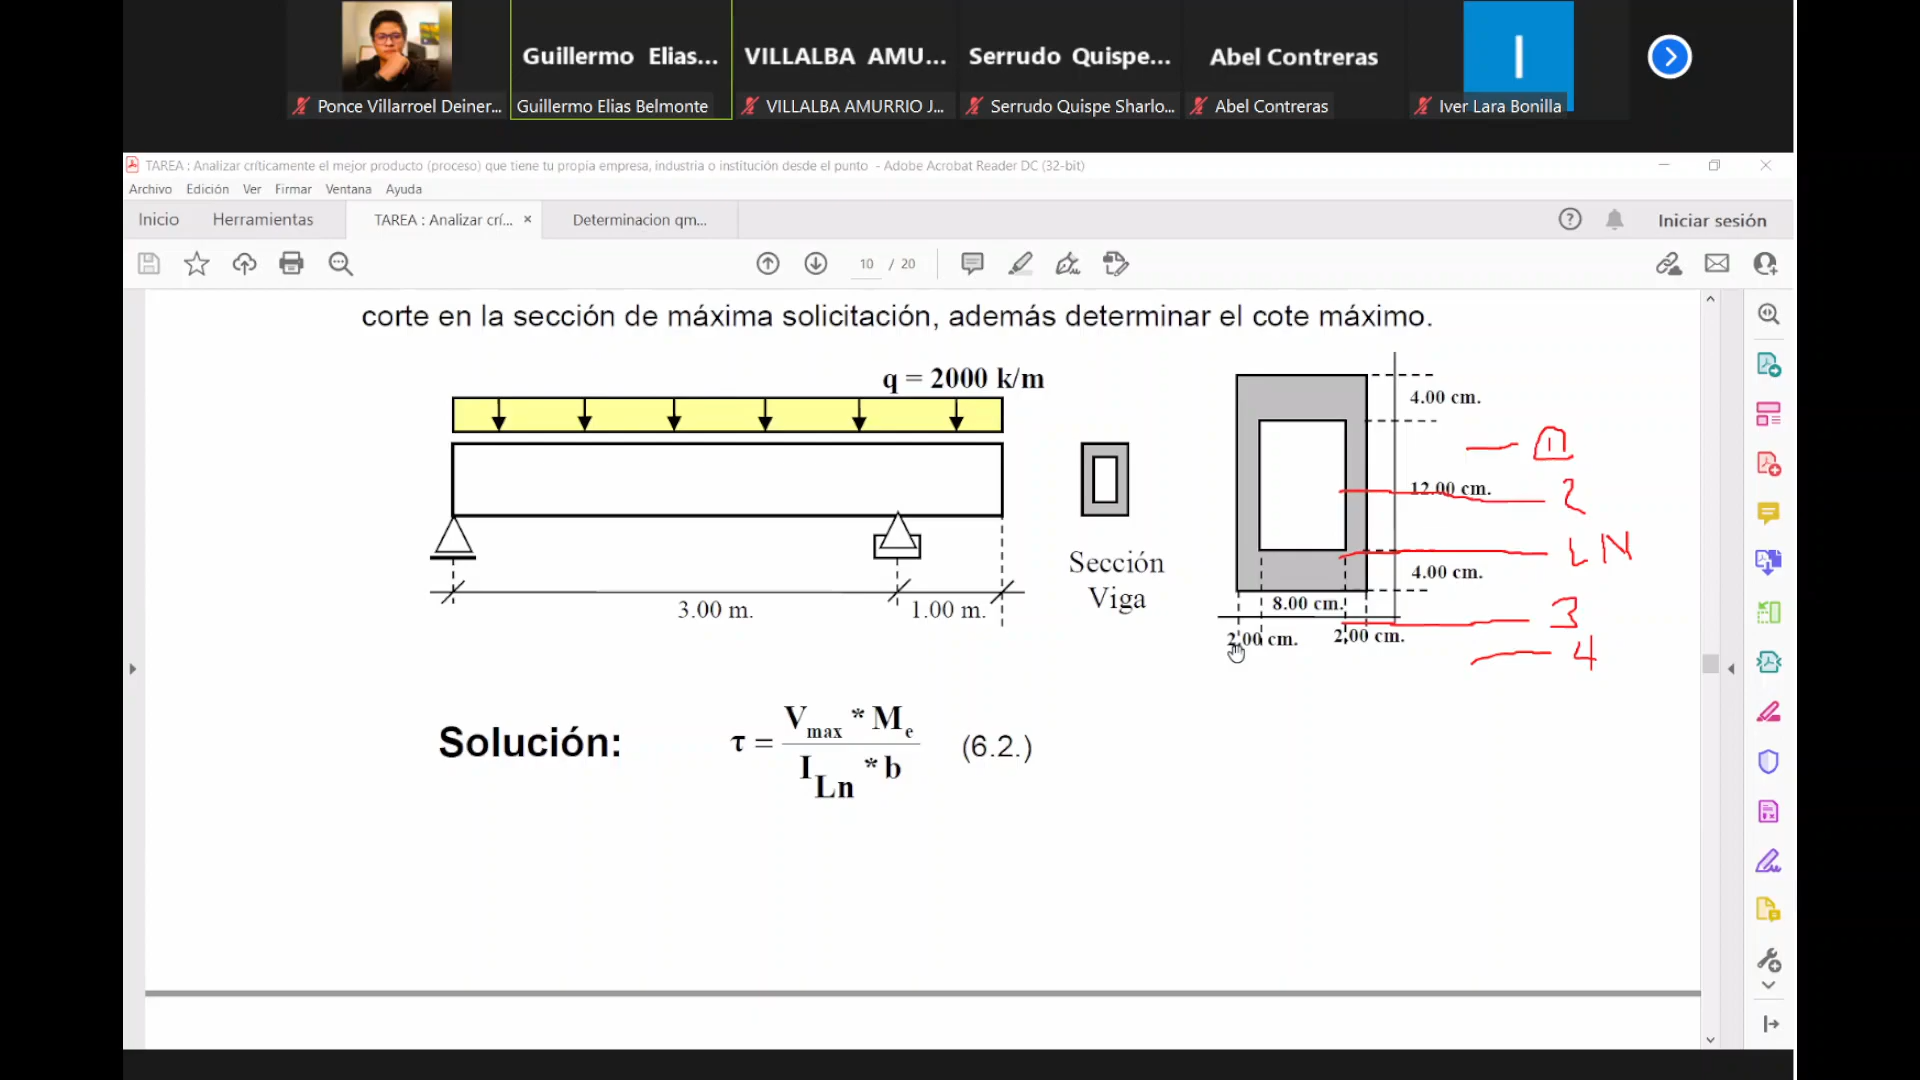 Guillermo Elias...
VILLALBA AMU...
Serrudo Quispe...
Abel Contreras
I
Ponce Villarroel Deiner...
Guillermo Elias Belmonte
VILLALBA AMURRIO J...
Serrudo Quispe Sharlo...
Abel Contreras
Iver Lara Bonilla
TAREA : Analizar críticamente el mejor producto (proceso) que tiene tu propia empresa, industria o institución desde el punto - Adobe Acrobat Reader DC (32-bit)
Archivo Edición Ver Firmar Ventana Ayuda
Inicio Herramientas TAREA : Analizar crí... × Determinacion qm... Iniciar sesión
10 / 20
corte en la sección de máxima solicitación, además determinar el cote máximo.
q = 2000 k/m
4.00 cm.
1
12.00 cm.
2
LN
Sección
Viga
4.00 cm.
3.00 m.
1.00 m.
8.00 cm.
3
2.00 cm.
2,00 cm.
4
Solución:
τ = Vmax * Me / ILn * b (6.2.)